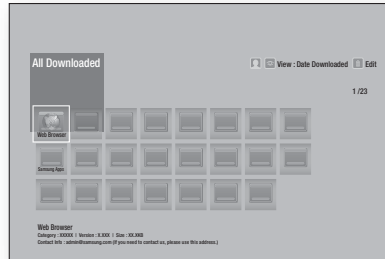 All Downloaded
View : Date Downloaded Edit
1 /23
Web Browser
Samsung Apps
Web Browser
Category : XXXXX I Version : X.XXX I Size : XX.XKB
Contact Info : admin@samsung.com (If you need to contact us, please use this address.)